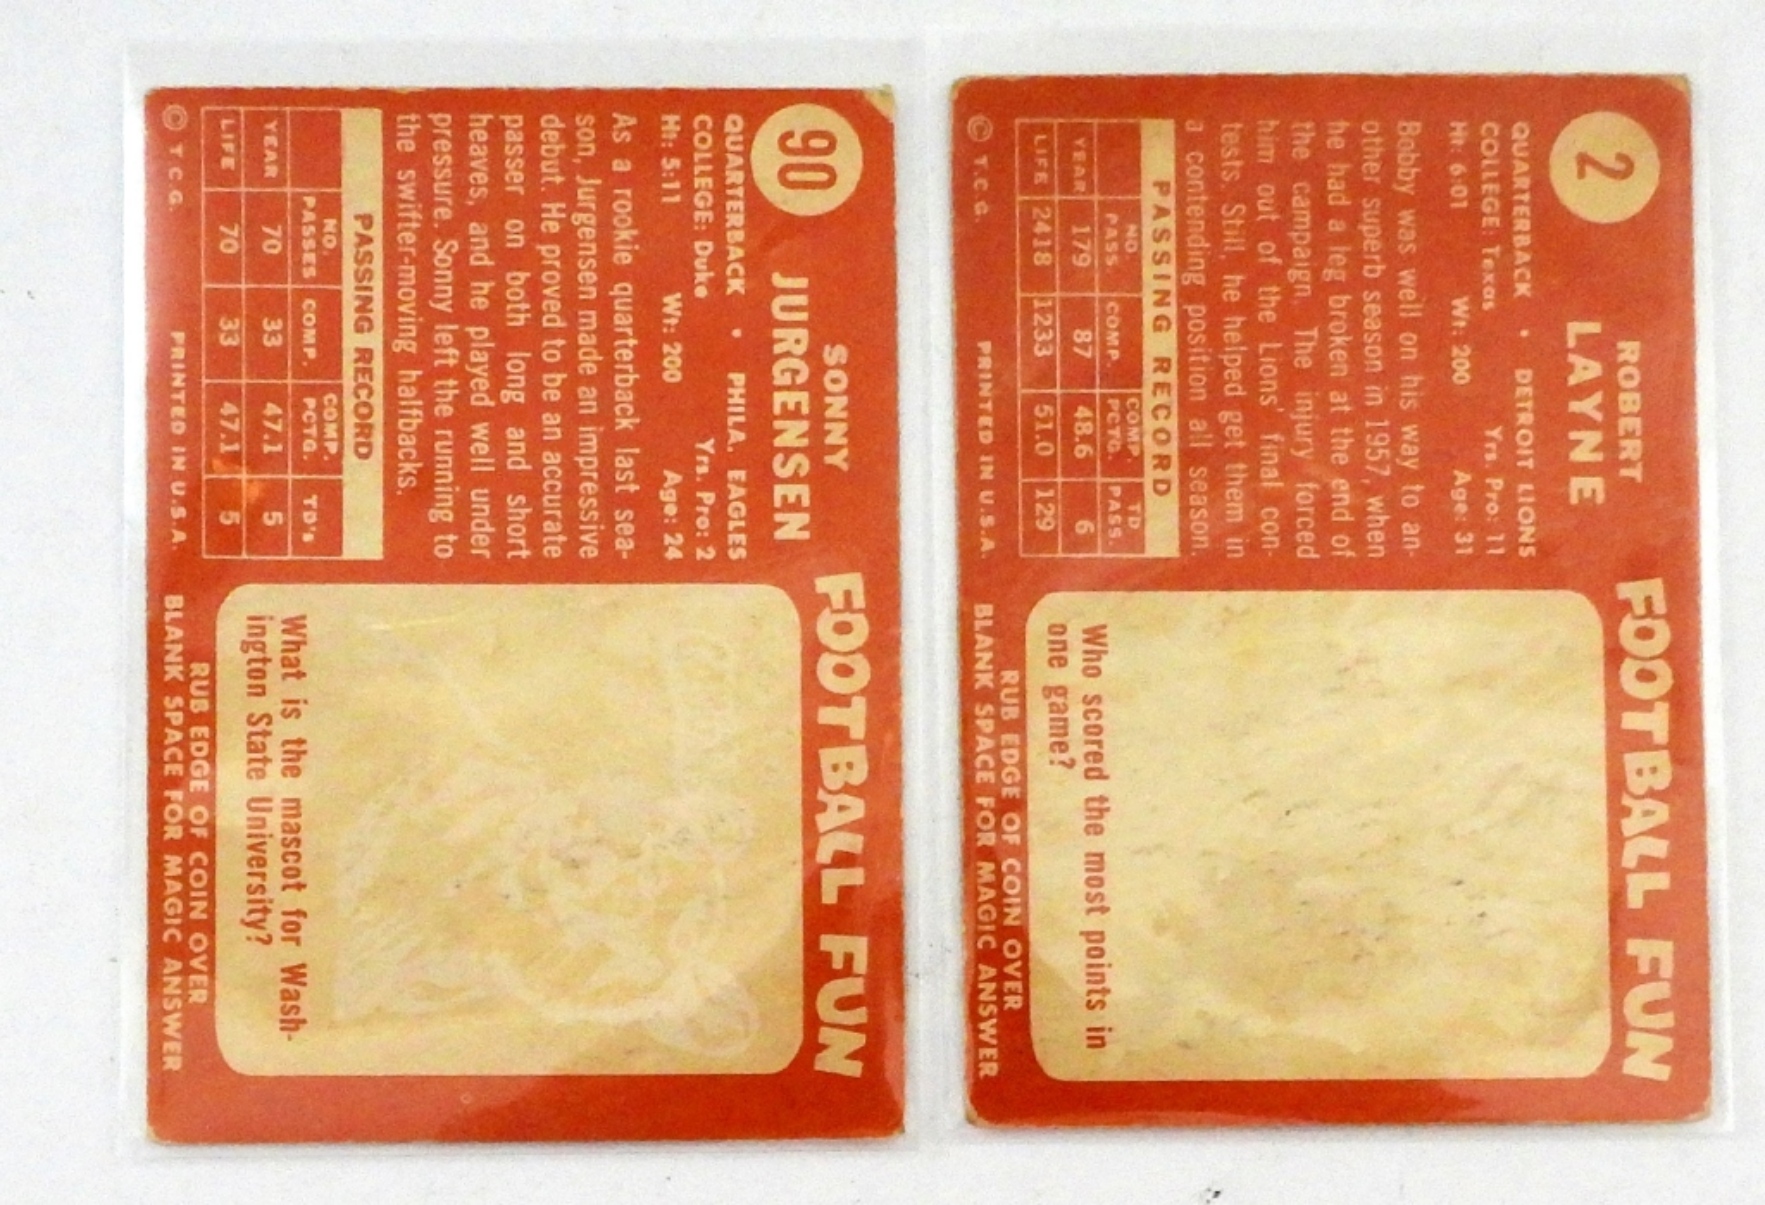 90
SONNY
JURGENSEN
QUARTERBACK • PHILA. EAGLES
COLLEGE: Duke Yrs. Pro: 2
Ht: 5:11 Wt: 200 Age: 24
As a rookie quarterback last sea-
son, Jurgensen made an impressive
debut. He proved to be an accurate
passer on both long and short
heaves, and he played well under
pressure. Sonny left the running to
the swifter-moving halfbacks.
PASSING RECORD
NO. PASSES COMP. COMP. PCTG. TD's
YEAR 70 33 47.1 5
LIFE 70 33 47.1 5
© T.C.G. PRINTED IN U.S.A.
FOOTBALL FUN
What is the mascot for Wash-
ington State University?
RUB EDGE OF COIN OVER
BLANK SPACE FOR MAGIC ANSWER
2
ROBERT
LAYNE
QUARTERBACK • DETROIT LIONS
COLLEGE: Texas Yrs. Pro: 11
Ht: 6:01 Wt: 200 Age: 31
Bobby was well on his way to an-
other superb season in 1957, when
he had a leg broken at the end of
the campaign. The injury forced
him out of the Lions' final con-
tests. Still, he helped get them in
a contending position all season.
PASSING RECORD
NO. PASS. COMP. COMP. PCTG. TD PASS.
YEAR 179 87 48.6 6
LIFE 2418 1233 51.0 129
© T.C.G. PRINTED IN U.S.A.
FOOTBALL FUN
Who scored the most points in
one game?
RUB EDGE OF COIN OVER
BLANK SPACE FOR MAGIC ANSWER